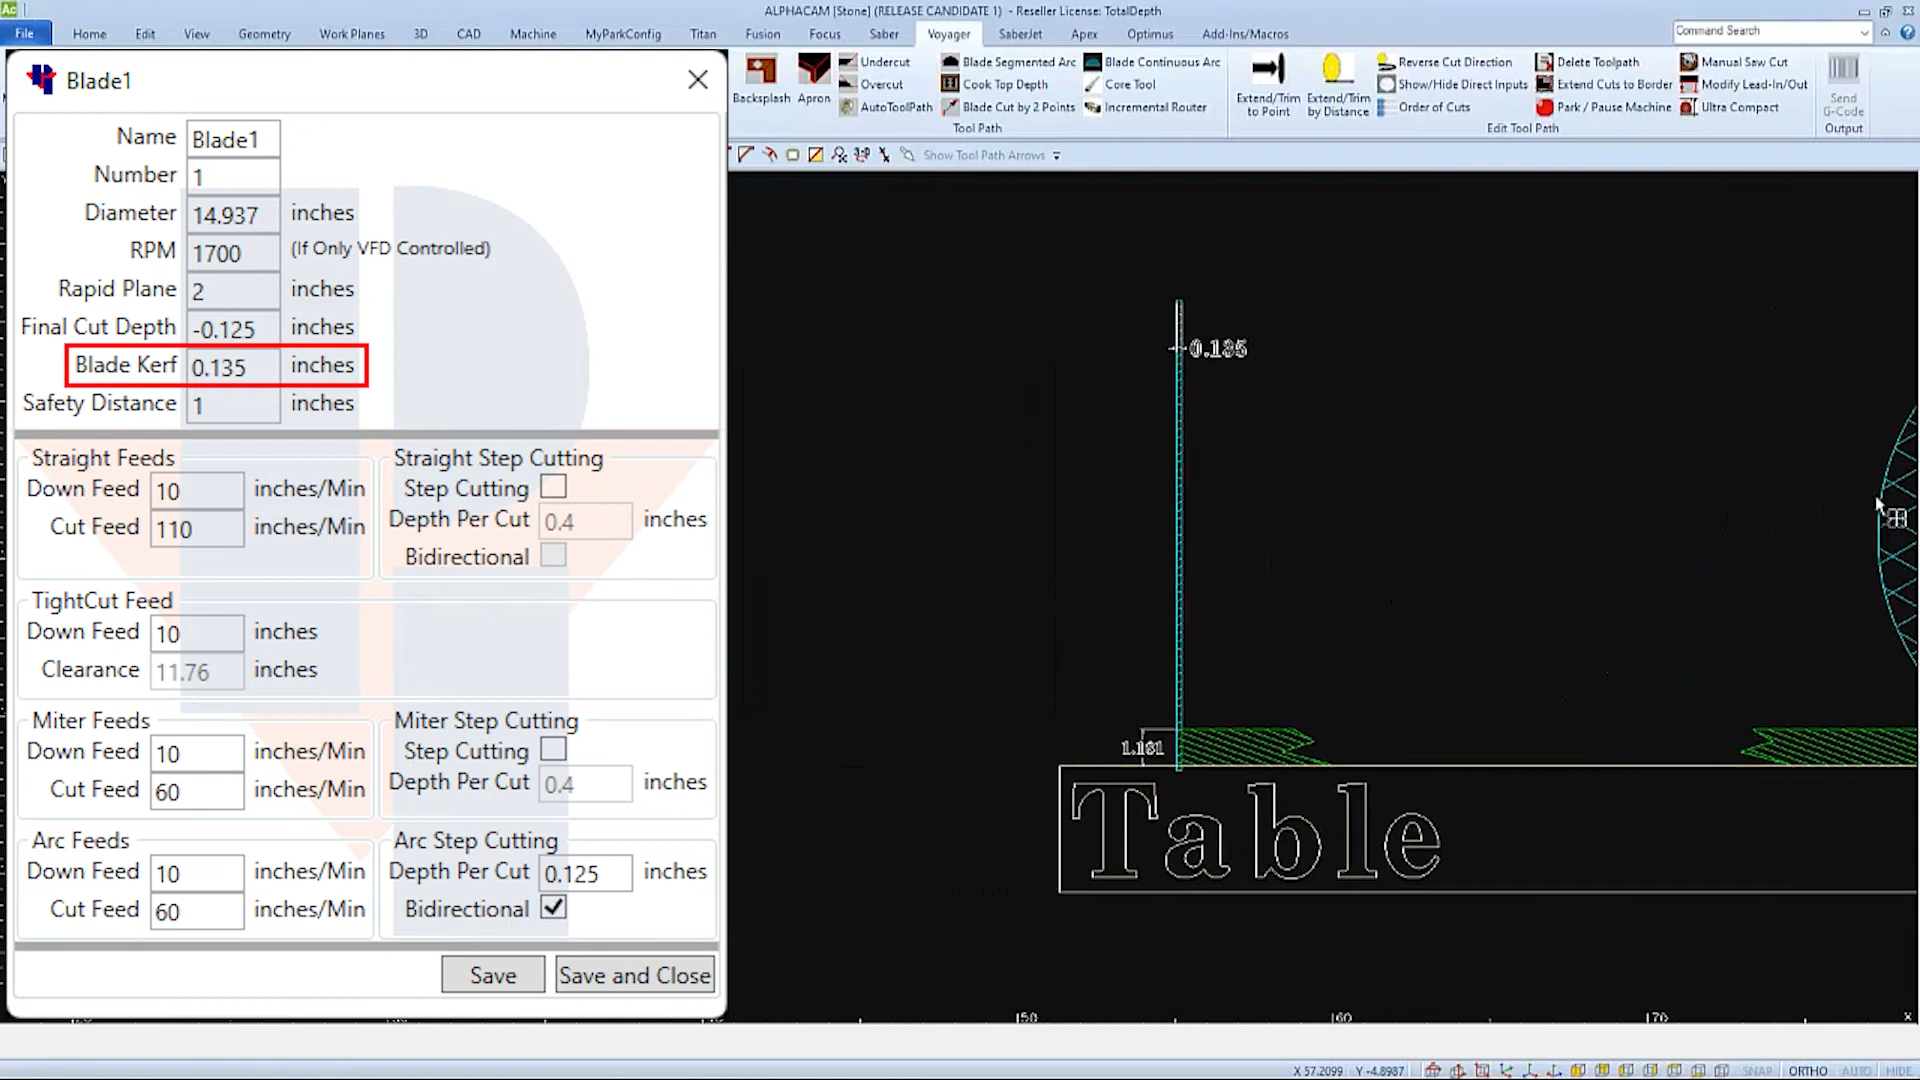 ALPHACAM [Stone] (RELEASE CANDIDATE 1) - Reseller License: TotalDepth
File Home Edit View Geometry Work Planes 3D CAD Machine MyParkConfig Titan Fusion Focus Saber Voyager SaberJet Apex Optimus Add-Ins/Macros Command Search
Blade1
Undercut Blade Segmented Arc Blade Continuous Arc Reverse Cut Direction Delete Toolpath Manual Saw Cut
Overcut Cook Top Depth Core Tool Show/Hide Direct Inputs Extend Cuts to Border Modify Lead-In/Out
Backsplash Apron Extend/Trim to Point Extend/Trim by Distance Send G-Code
AutoToolPath Blade Cut by 2 Points Incremental Router Order of Cuts Park / Pause Machine Ultra Compact
Tool Path Edit Tool Path Output
Show Tool Path Arrows
Name Blade1
Number 1
Diameter 14.937 inches
RPM 1700 (If Only VFD Controlled)
Rapid Plane 2 inches
Final Cut Depth -0.125 inches
Blade Kerf 0.135 inches
Safety Distance 1 inches
Straight Feeds
Down Feed 10 inches/Min
Cut Feed 110 inches/Min
Straight Step Cutting
Step Cutting
Depth Per Cut 0.4 inches
Bidirectional
TightCut Feed
Down Feed 10 inches
Clearance 11.76 inches
Miter Feeds
Down Feed 10 inches/Min
Cut Feed 60 inches/Min
Miter Step Cutting
Step Cutting
Depth Per Cut 0.4 inches
Arc Feeds
Down Feed 10 inches/Min
Cut Feed 60 inches/Min
Arc Step Cutting
Depth Per Cut 0.125 inches
Bidirectional
Save Save and Close
0.135
1.181
Table
50 60 70 X
X 57.2099 Y -4.8987 SNAP ORTHO AUTO HIDE